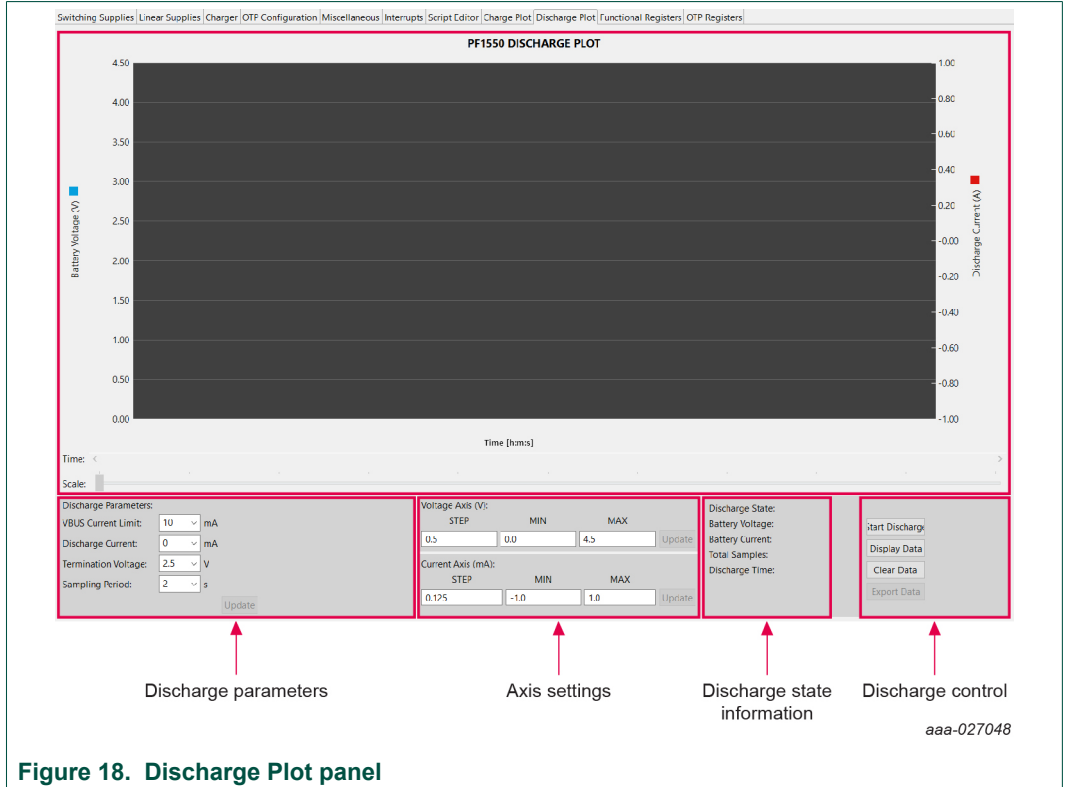 Switching Supplies Linear Supplies Charger OTP Configuration Miscellaneous Interrupts Script Editor Charge Plot Discharge Plot Functional Registers OTP Registers
PF1550 DISCHARGE PLOT
4.50
4.00
3.50
3.00
2.50
2.00
1.50
1.00
0.50
0.00
Battery Voltage (V)
1.00
0.80
0.60
0.40
0.20
-0.00
-0.20
-0.40
-0.60
-0.80
-1.00
Discharge Current (A)
Time [h:m:s]
Time:
Scale:
Discharge Parameters:
VBUS Current Limit: 10 mA
Discharge Current: 0 mA
Termination Voltage: 2.5 V
Sampling Period: 2 s
Update
Voltage Axis (V):
STEP MIN MAX
0.5 0.0 4.5 Update
Current Axis (mA):
STEP MIN MAX
0.125 -1.0 1.0 Update
Discharge State:
Battery Voltage:
Battery Current:
Total Samples:
Discharge Time:
Start Discharge
Display Data
Clear Data
Export Data
Discharge parameters
Axis settings
Discharge state
information
Discharge control
aaa-027048
Figure 18. Discharge Plot panel